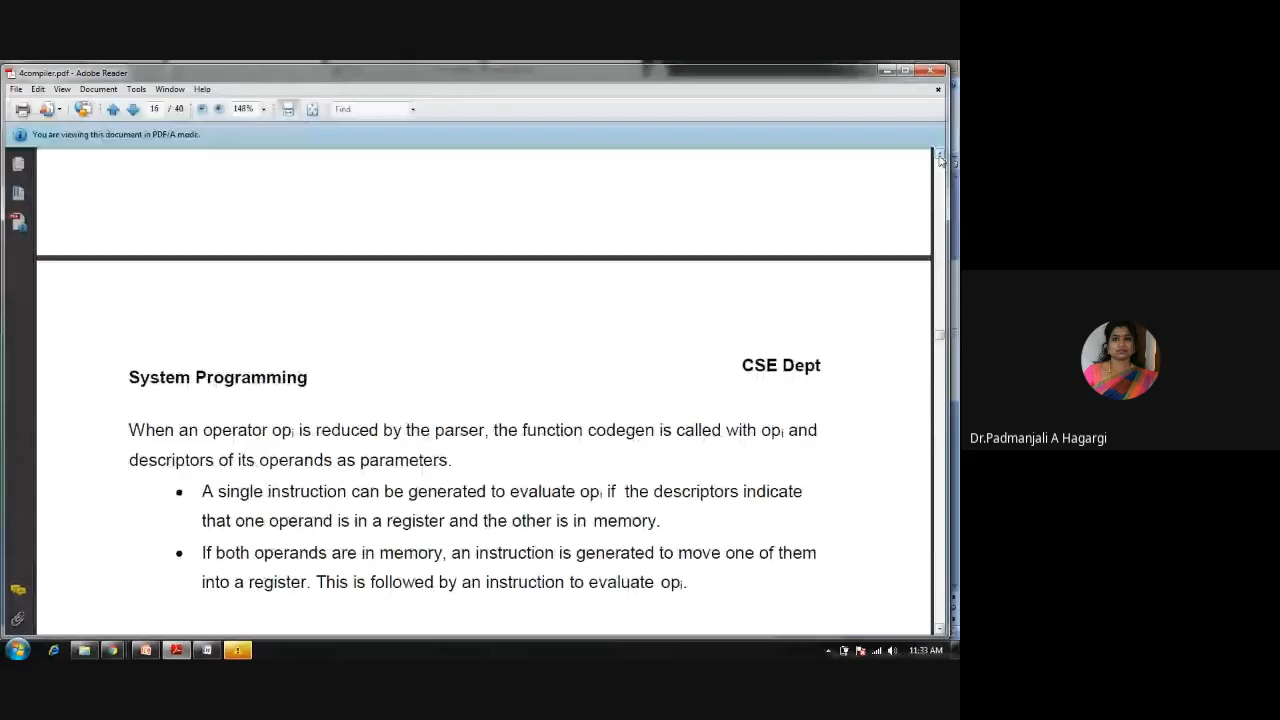 4compiler.pdf - Adobe Reader
File Edit View Document Tools Window Help
16 / 40 148% Find
You are viewing this document in PDF/A mode.
CSE Dept
System Programming
When an operator opi is reduced by the parser, the function codegen is called with opi and
descriptors of its operands as parameters.
• A single instruction can be generated to evaluate opi if the descriptors indicate
that one operand is in a register and the other is in memory.
• If both operands are in memory, an instruction is generated to move one of them
into a register. This is followed by an instruction to evaluate opi.
Dr.Padmanjali A Hagargi
11:33 AM